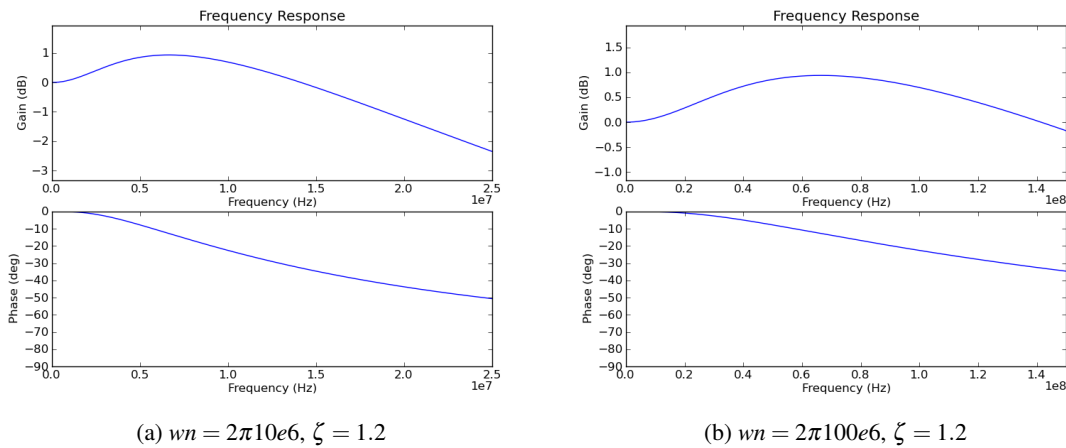 Frequency Response
Gain (dB)
1
0
−1
−2
−3
0.0 0.5 1.0 1.5 2.0 2.5
1e7
Frequency (Hz)
Phase (deg)
0
−10
−20
−30
−40
−50
−60
−70
−80
−90
0.0 0.5 1.0 1.5 2.0 2.5
1e7
Frequency (Hz)
(a) wn = 2π10e6, ζ = 1.2
Frequency Response
Gain (dB)
1.5
1.0
0.5
0.0
−0.5
−1.0
0.0 0.2 0.4 0.6 0.8 1.0 1.2 1.4
1e8
Frequency (Hz)
Phase (deg)
0
−10
−20
−30
−40
−50
−60
−70
−80
−90
0.0 0.2 0.4 0.6 0.8 1.0 1.2 1.4
1e8
Frequency (Hz)
(b) wn = 2π100e6, ζ = 1.2